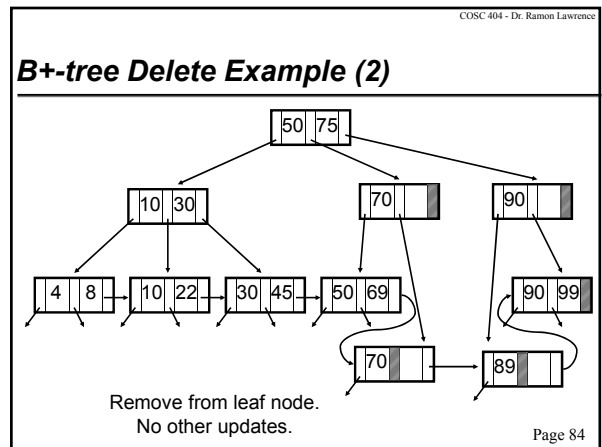 COSC 404 - Dr. Ramon Lawrence
B+-tree Delete Example (2)
50 75
10 30
70
90
4 8
10 22
30 45
50 69
90 99
70
89
Remove from leaf node.
No other updates.
Page 84